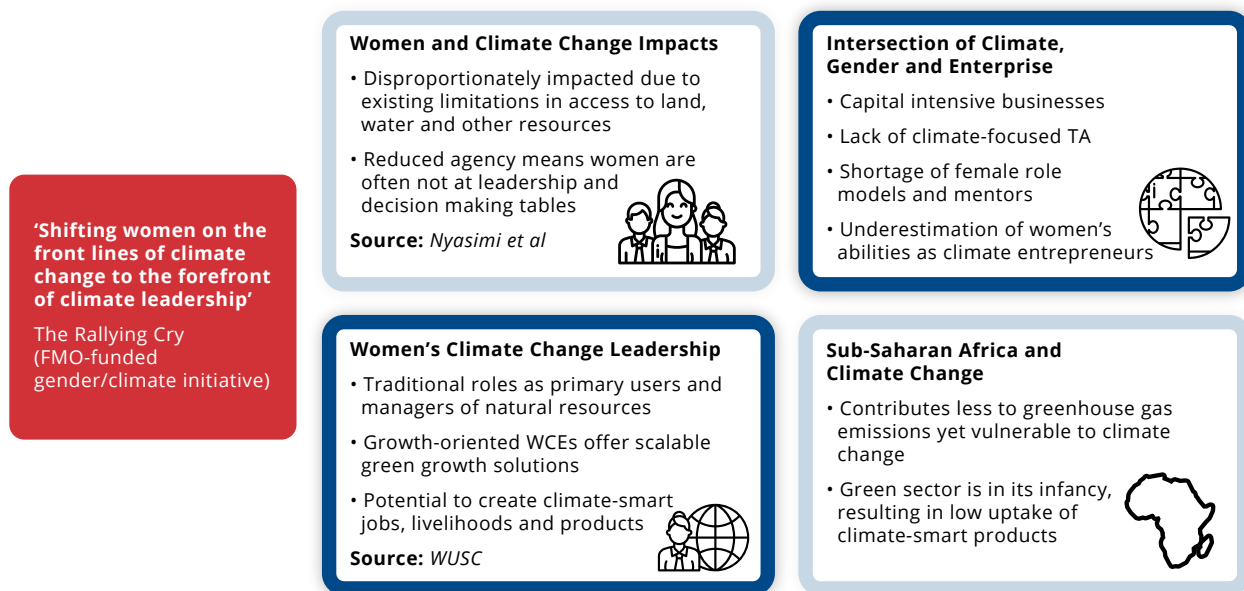 ‘Shifting women on the
front lines of climate
change to the forefront
of climate leadership’
The Rallying Cry
(FMO-funded
gender/climate initiative)
Women and Climate Change Impacts
• Disproportionately impacted due to
existing limitations in access to land,
water and other resources
• Reduced agency means women are
often not at leadership and
decision making tables
Source: Nyasimi et al
Intersection of Climate,
Gender and Enterprise
• Capital intensive businesses
• Lack of climate-focused TA
• Shortage of female role
models and mentors
• Underestimation of women’s
abilities as climate entrepreneurs
Women’s Climate Change Leadership
• Traditional roles as primary users and
managers of natural resources
• Growth-oriented WCEs offer scalable
green growth solutions
• Potential to create climate-smart
jobs, livelihoods and products
Source: WUSC
Sub-Saharan Africa and
Climate Change
• Contributes less to greenhouse gas
emissions yet vulnerable to climate
change
• Green sector is in its infancy,
resulting in low uptake of
climate-smart products